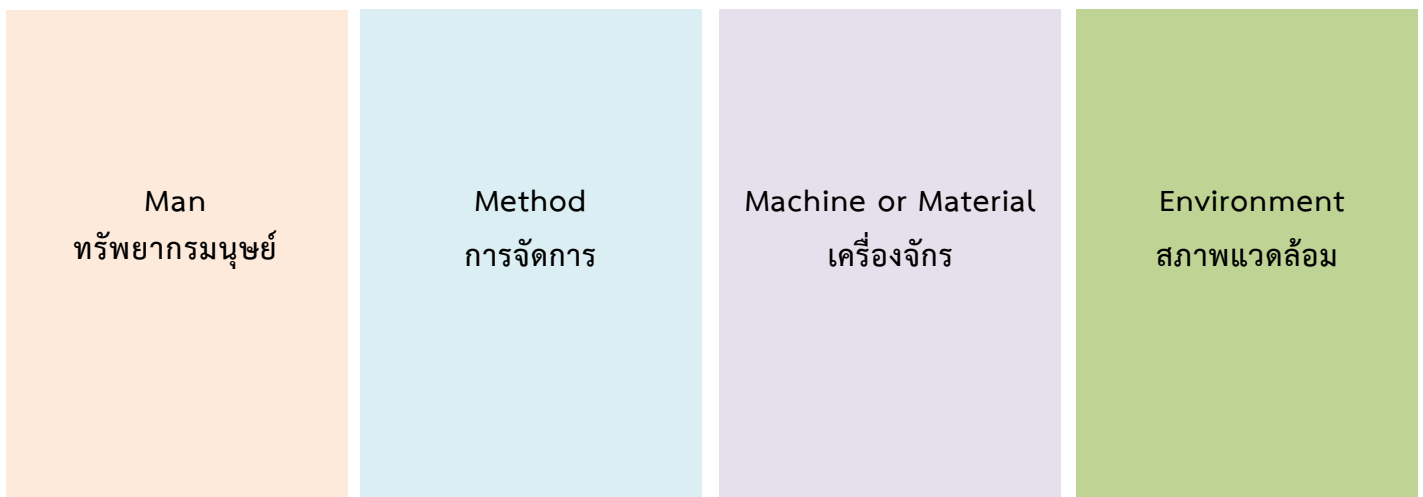 Man
ทรัพยากรมนุษย์
Method
การจัดการ
Machine or Material
เครื่องจักร
Environment
สภาพแวดล้อม